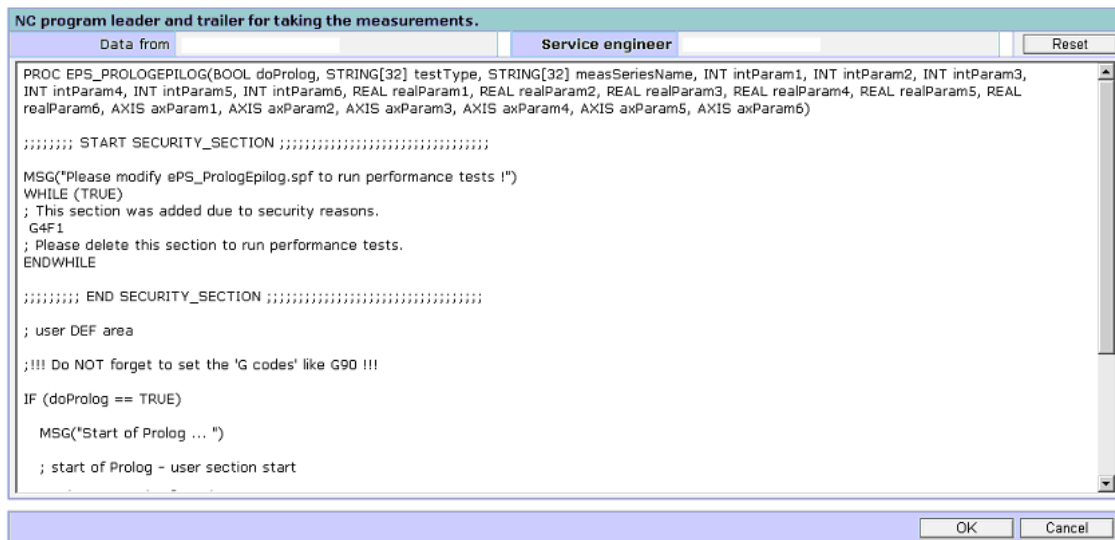 NC program leader and trailer for taking the measurements.
Data from Service engineer Reset
PROC EPS_PROLOGEPILOG(BOOL doProlog, STRING[32] testType, STRING[32] measSeriesName, INT intParam1, INT intParam2, INT intParam3,
INT intParam4, INT intParam5, INT intParam6, REAL realParam1, REAL realParam2, REAL realParam3, REAL realParam4, REAL realParam5, REAL
realParam6, AXIS axParam1, AXIS axParam2, AXIS axParam3, AXIS axParam4, AXIS axParam5, AXIS axParam6)
;;;;;;;; START SECURITY_SECTION ;;;;;;;;;;;;;;;;;;;;;;;;;;;;;;;;;
MSG("Please modify ePS_PrologEpilog.spf to run performance tests !")
WHILE (TRUE)
; This section was added due to security reasons.
G4F1
; Please delete this section to run performance tests.
ENDWHILE
;;;;;;;;; END SECURITY_SECTION ;;;;;;;;;;;;;;;;;;;;;;;;;;;;;;;;;;
; user DEF area
;!!! Do NOT forget to set the 'G codes' like G90 !!!
IF (doProlog == TRUE)
MSG("Start of Prolog ... ")
; start of Prolog - user section start
OK Cancel